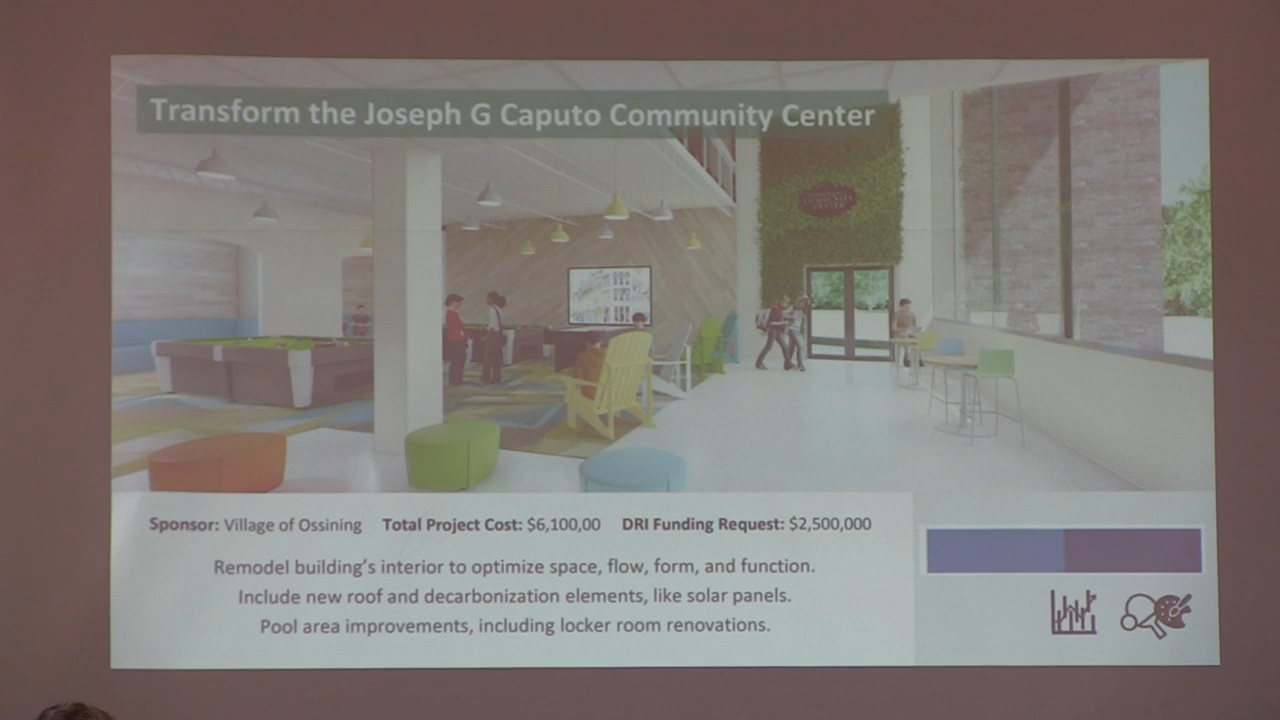 Transform the Joseph G Caputo Community Center
COMMUNITY
CENTER
Sponsor: Village of Ossining Total Project Cost: $6,100,00 DRI Funding Request: $2,500,000
Remodel building's interior to optimize space, flow, form, and function.
Include new roof and decarbonization elements, like solar panels.
Pool area improvements, including locker room renovations.